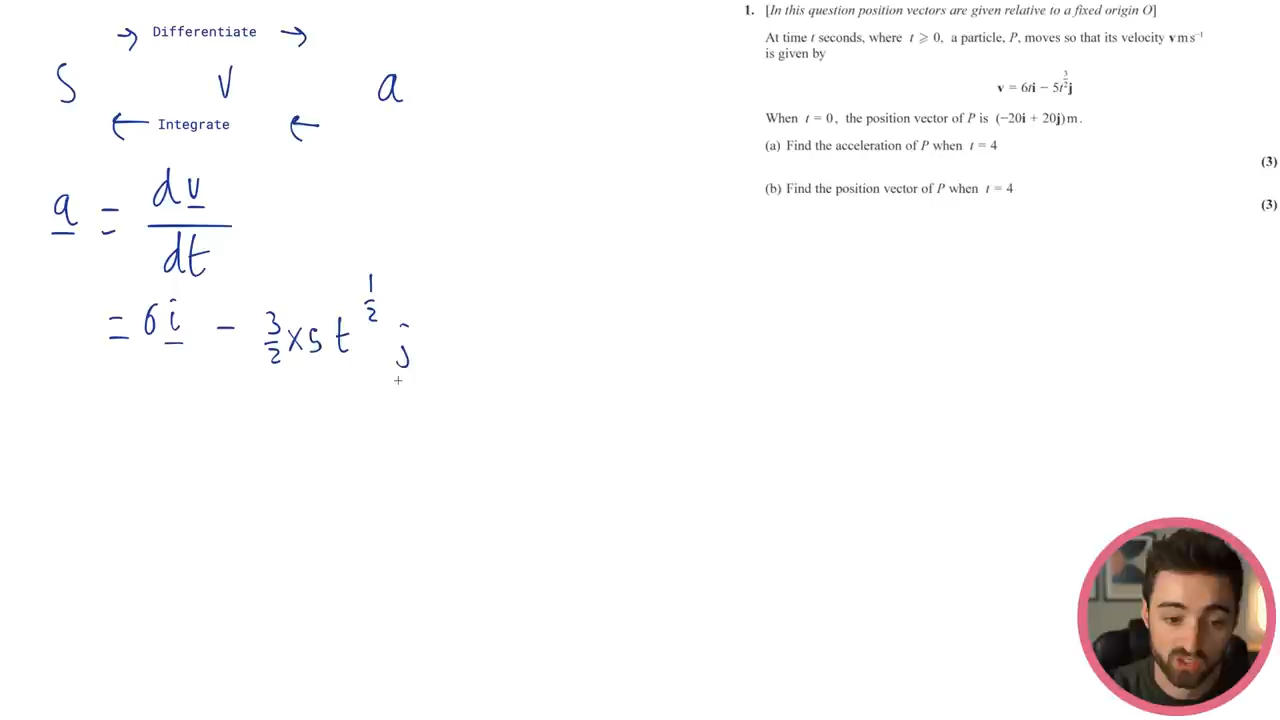 → Differentiate →
S V a
← Integrate ←
a = dv/dt
= 6i - 3/2 × 5 t^1/2 j
1. [In this question position vectors are given relative to a fixed origin O]
At time t seconds, where t ⩾ 0, a particle, P, moves so that its velocity v m s⁻¹
is given by
v = 6ti − 5t^3/2 j
When t = 0, the position vector of P is (−20i + 20j) m.
(a) Find the acceleration of P when t = 4
(3)
(b) Find the position vector of P when t = 4
(3)